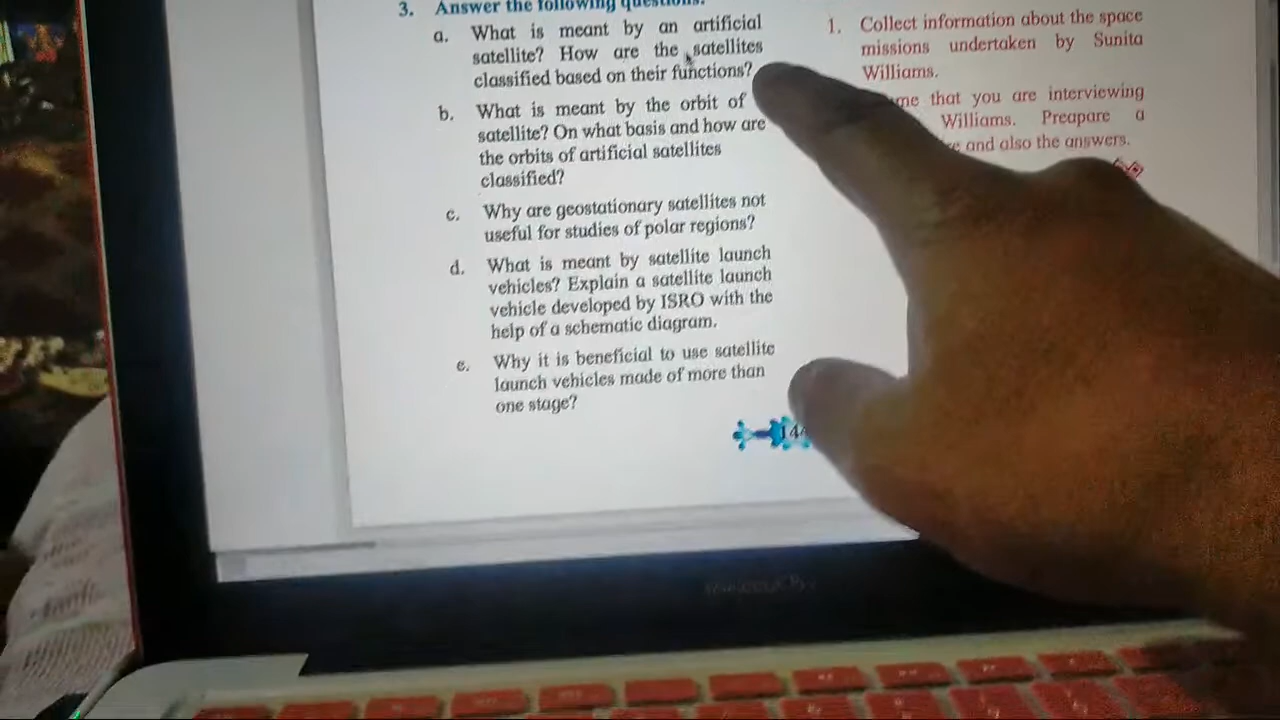 3. Answer the following questions.
a. What is meant by an artificial
satellite? How are the satellites
classified based on their functions?
b. What is meant by the orbit of
satellite? On what basis and how are
the orbits of artificial satellites
classified?
c. Why are geostationary satellites not
useful for studies of polar regions?
d. What is meant by satellite launch
vehicles? Explain a satellite launch
vehicle developed by ISRO with the
help of a schematic diagram.
e. Why it is beneficial to use satellite
launch vehicles made of more than
one stage?
1. Collect information about the space
missions undertaken by Sunita
Williams.
me that you are interviewing
Williams. Preapare a
and also the answers.